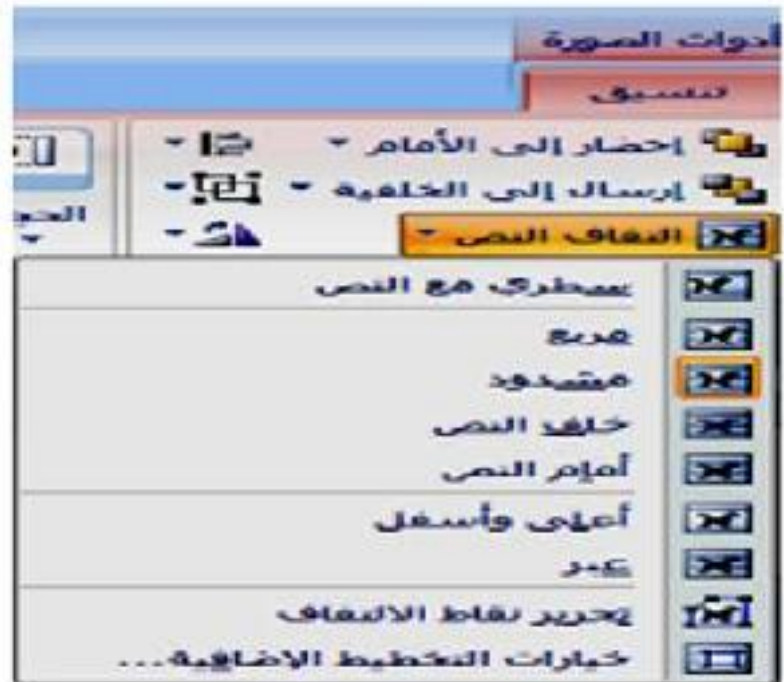 أدوات الصورة
تنسيق
إحضار إلى الأمام
إرسال إلى الخلفية
التفاف النص
سطري مع النص
مربع
مشدود
خلف النص
أمام النص
أعلى وأسفل
عبر
تحرير نقاط الالتفاف
خيارات التخطيط الإضافية...